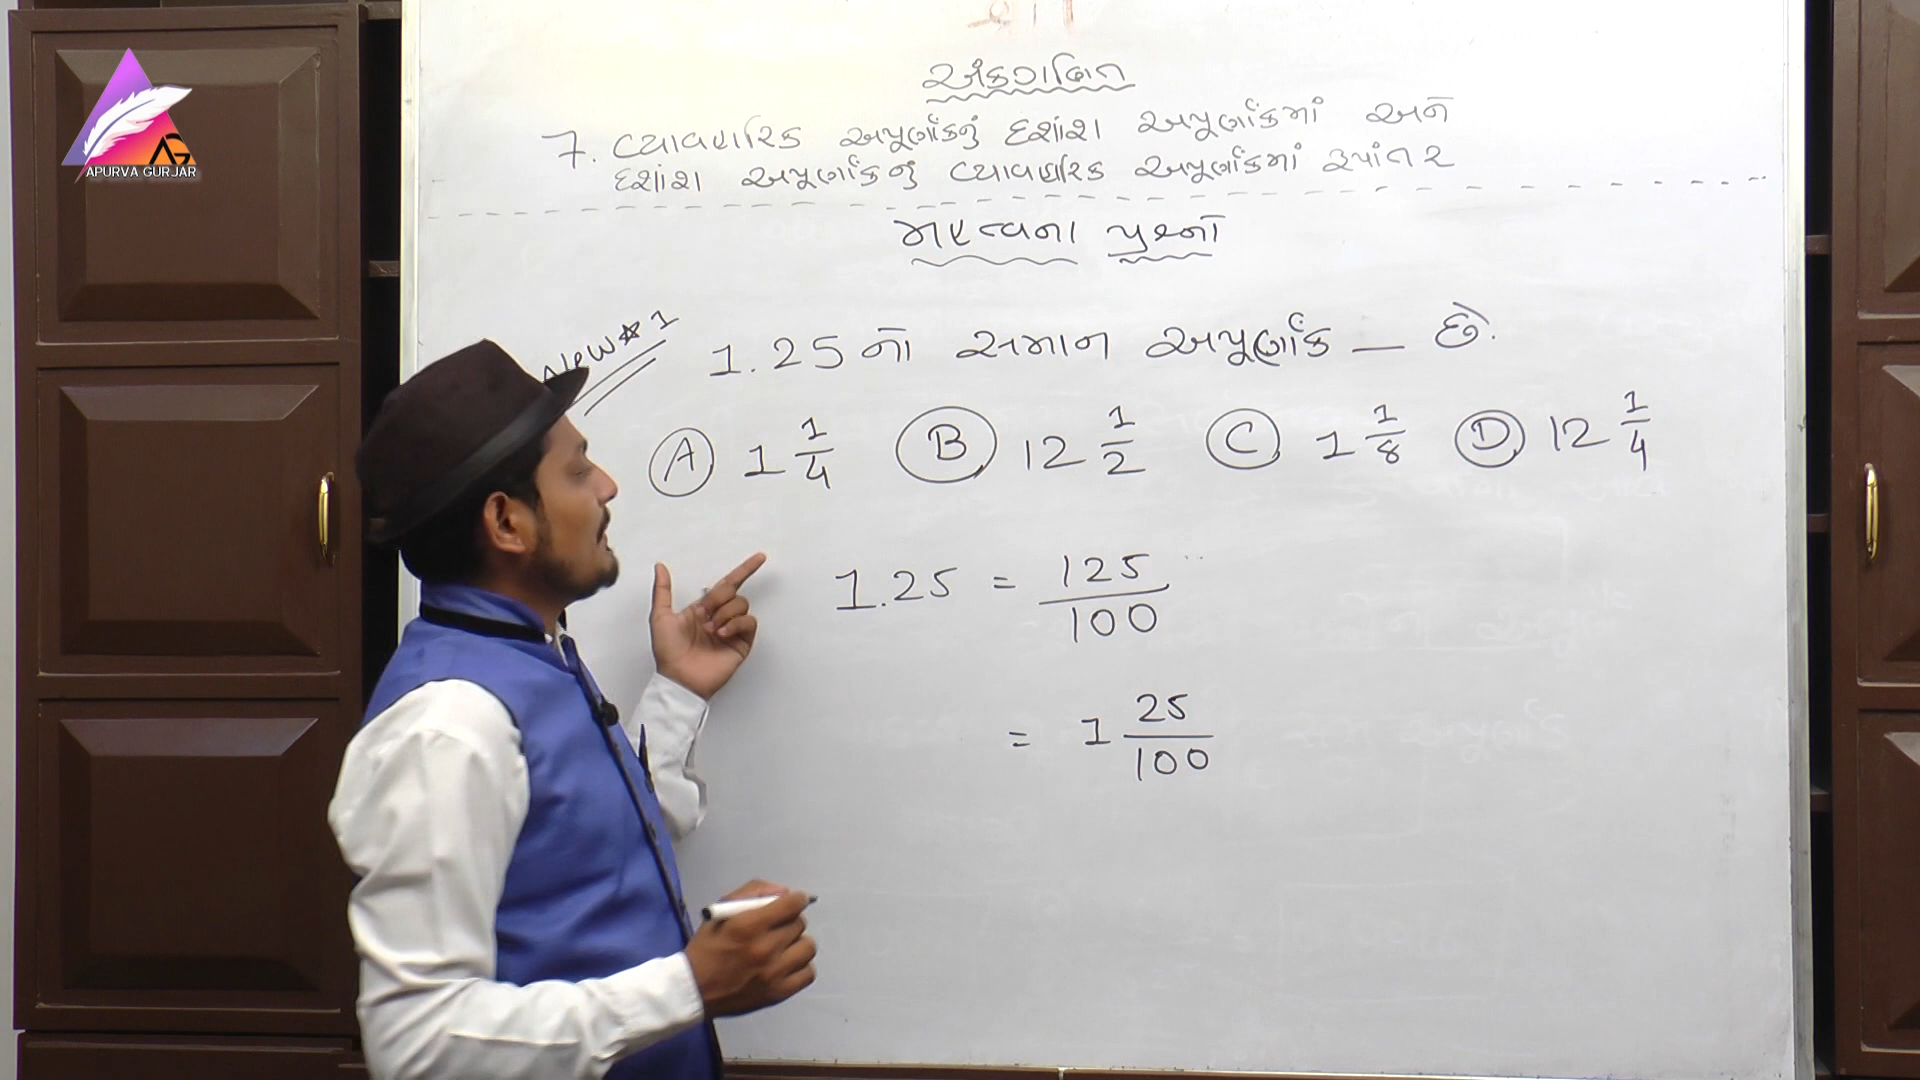 AG
APURVA GURJAR
અંકગણિત
7. વ્યાવહારિક અપૂર્ણાંકનું દશાંશ અપૂર્ણાંકમાં અને
દશાંશ અપૂર્ણાંકનું વ્યાવહારિક અપૂર્ણાંકમાં રૂપાંતર
મહત્વના પ્રશ્નો
New ☆ 1
1.25 નો સમાન અપૂર્ણાંક — છે.
A 1 1/4 B 12 1/2 C 1 1/8 D 12 1/4
1.25 = 125/100
= 1 25/100